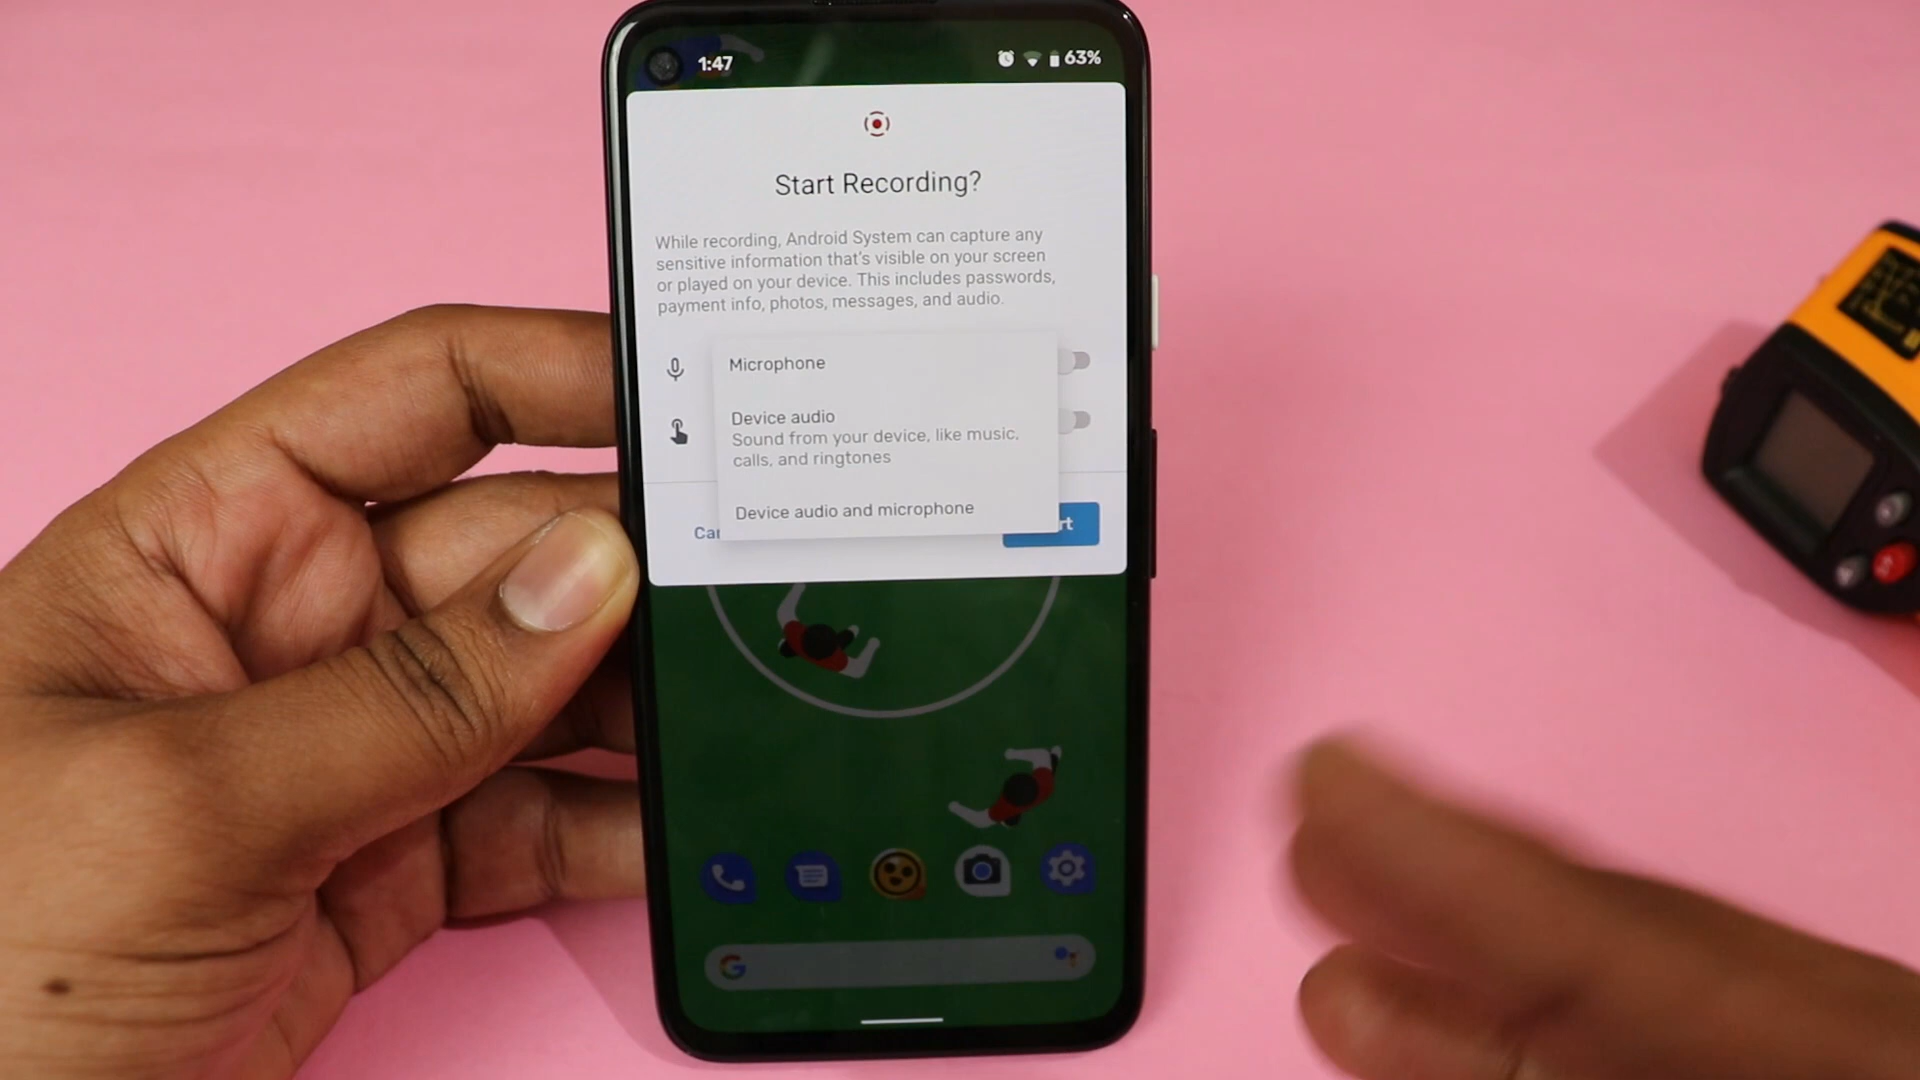 1:47
63%
Start Recording?
While recording, Android System can capture any
sensitive information that's visible on your screen
or played on your device. This includes passwords,
payment info, photos, messages, and audio.
Microphone
Device audio
Sound from your device, like music,
calls, and ringtones
Device audio and microphone
Car
rt
G